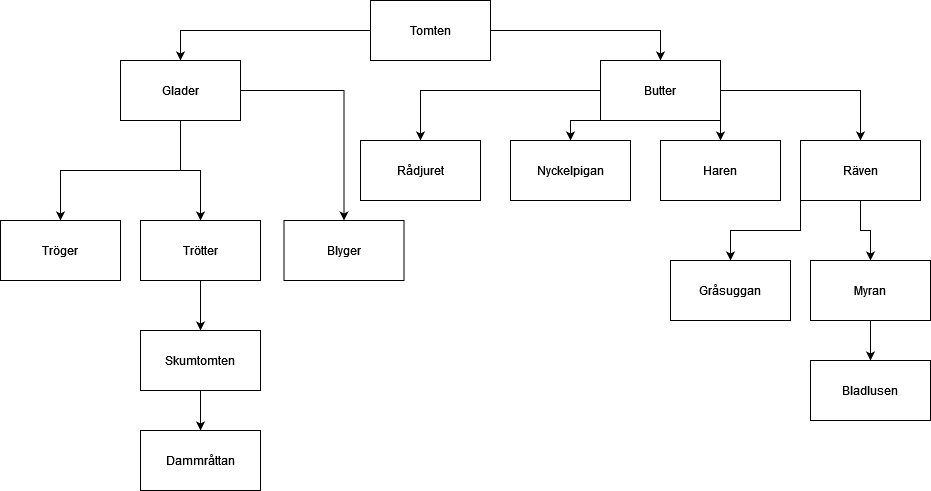 Tomten
Glader
Butter
Rådjuret
Nyckelpigan
Haren
Räven
Tröger
Trötter
Blyger
Gråsuggan
Myran
Skumtomten
Bladlusen
Dammråttan